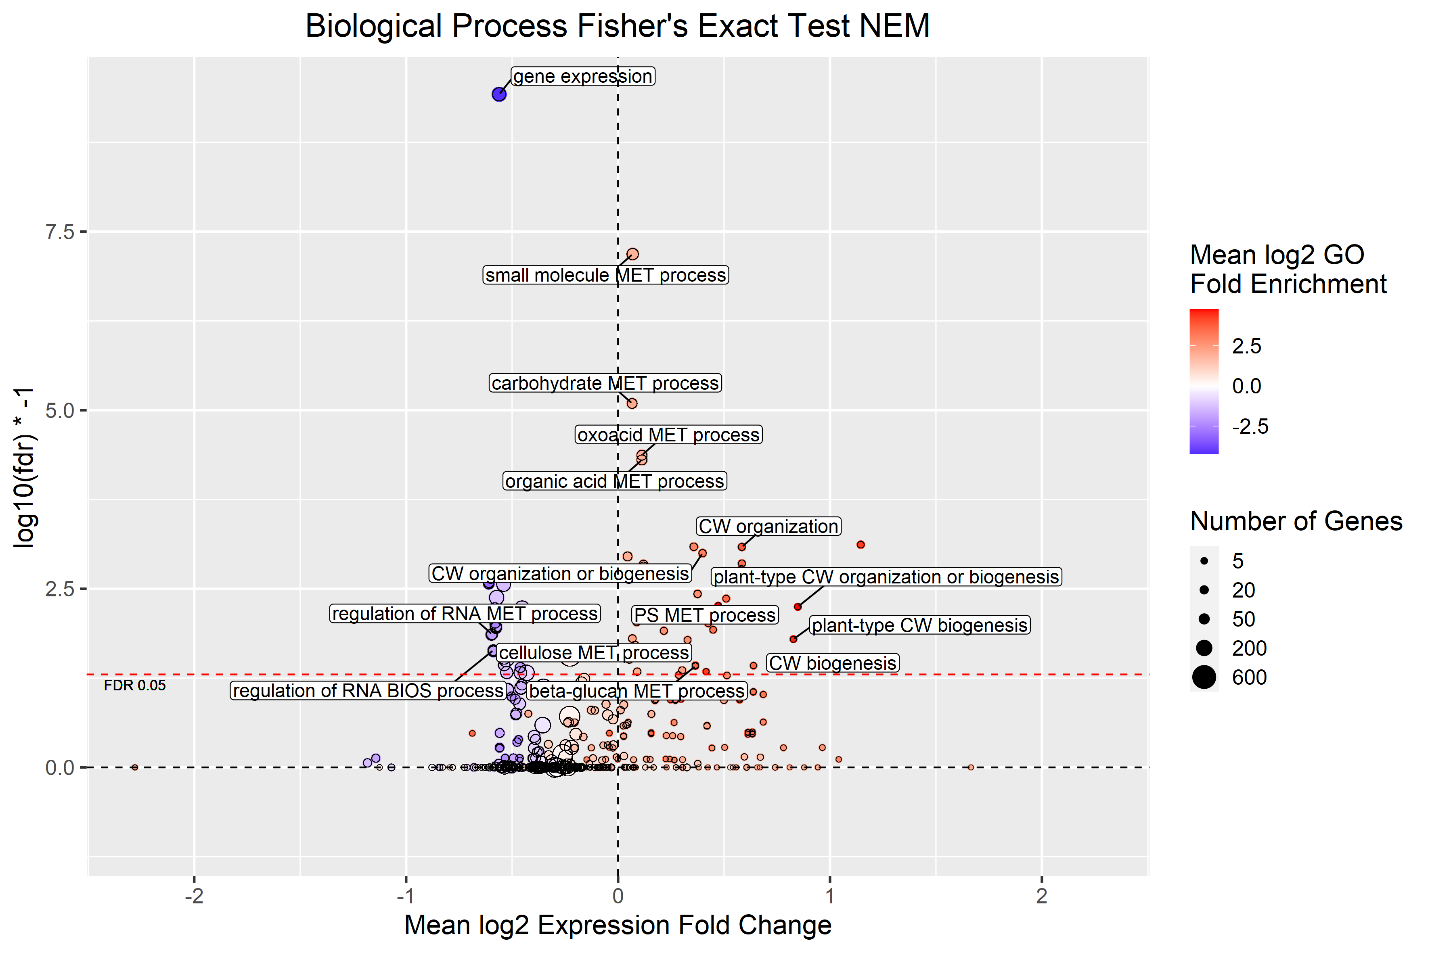 Biological Process Fisher's Exact Test NEM
gene expression
small molecule MET process
carbohydrate MET process
oxoacid MET process
organic acid MET process
CW organization
CW organization or biogenesis
plant-type CW organization or biogenesis
regulation of RNA MET process
PS MET process
plant-type CW biogenesis
cellulose MET process
CW biogenesis
regulation of RNA BIOS process
beta-glucan MET process
FDR 0.05
7.5
5.0
2.5
0.0
-2
-1
0
1
2
log10(fdr) * -1
Mean log2 Expression Fold Change
Mean log2 GO
Fold Enrichment
2.5
0.0
-2.5
Number of Genes
5
20
50
200
600